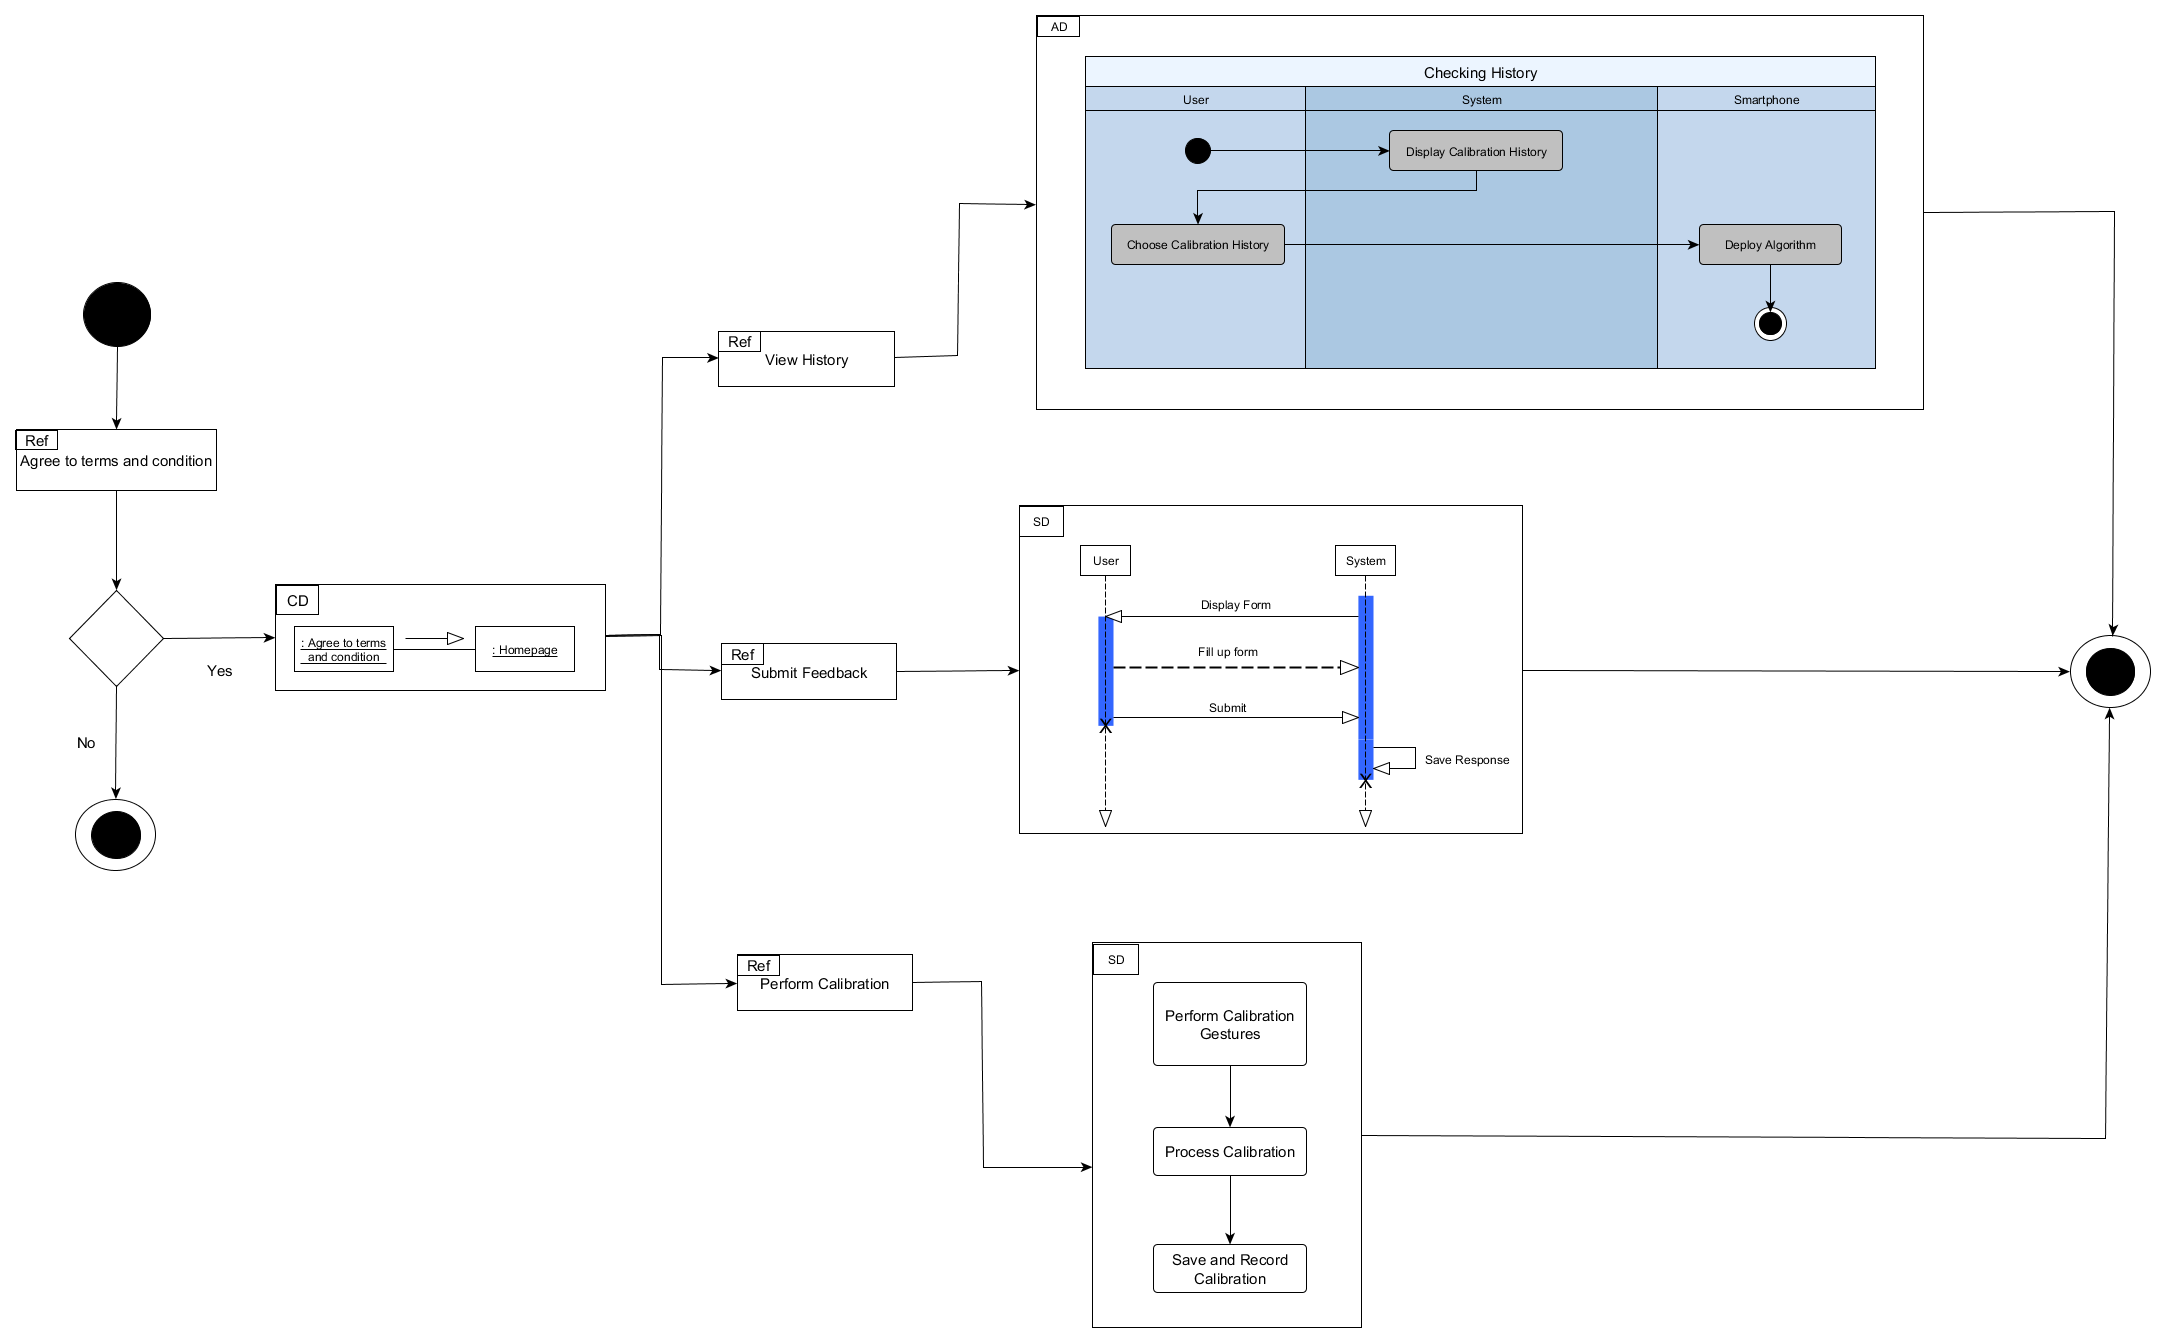 AD
Checking History
User
System
Smartphone
Display Calibration History
Choose Calibration History
Deploy Algorithm
Ref
View History
Ref
Agree to terms and condition
Yes
No
CD
: Agree to terms
and condition
: Homepage
Ref
Submit Feedback
SD
User
System
Display Form
Fill up form
Submit
X
Save Response
X
Ref
Perform Calibration
SD
Perform Calibration
Gestures
Process Calibration
Save and Record
Calibration